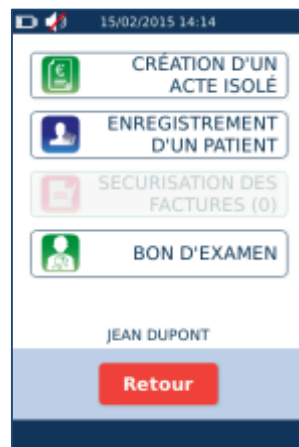 15/02/2015 14:14
CRÉATION D'UN
ACTE ISOLÉ
ENREGISTREMENT
D'UN PATIENT
SECURISATION DES
FACTURES (0)
BON D'EXAMEN
JEAN DUPONT
Retour